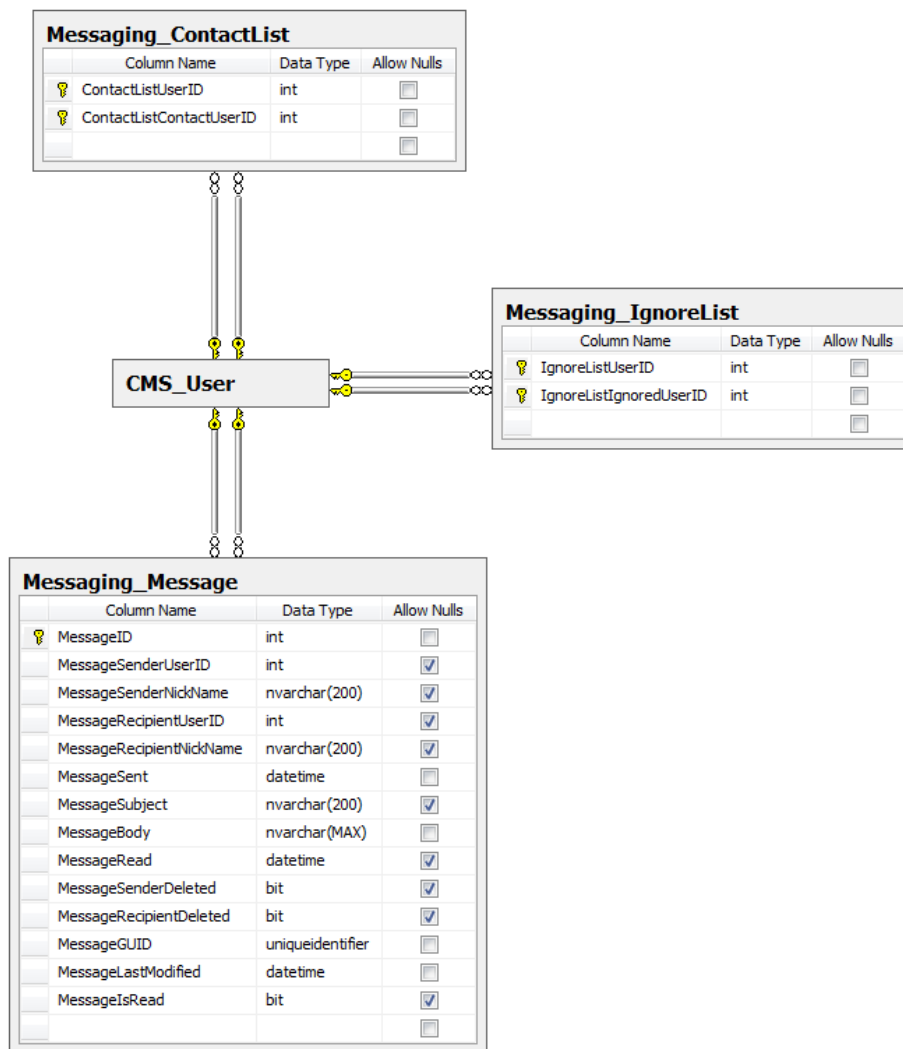 Messaging_ContactList
Column Name Data Type Allow Nulls
ContactListUserID int
ContactListContactUserID int
Messaging_IgnoreList
Column Name Data Type Allow Nulls
IgnoreListUserID int
IgnoreListIgnoredUserID int
CMS_User
Messaging_Message
Column Name Data Type Allow Nulls
MessageID int
MessageSenderUserID int
MessageSenderNickName nvarchar(200)
MessageRecipientUserID int
MessageRecipientNickName nvarchar(200)
MessageSent datetime
MessageSubject nvarchar(200)
MessageBody nvarchar(MAX)
MessageRead datetime
MessageSenderDeleted bit
MessageRecipientDeleted bit
MessageGUID uniqueidentifier
MessageLastModified datetime
MessageIsRead bit